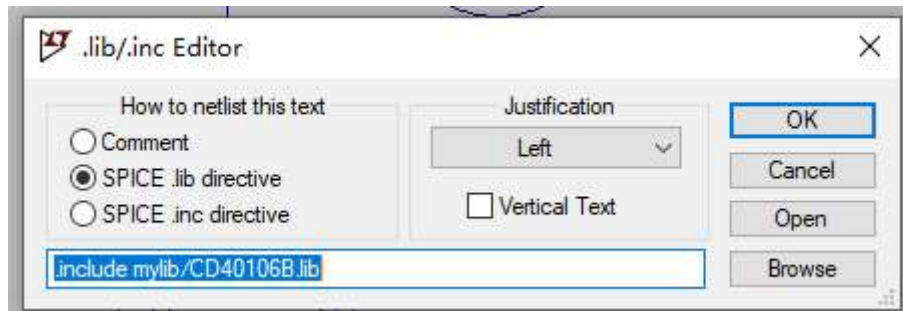 .lib/.inc Editor
How to netlist this text
Comment
SPICE .lib directive
SPICE .inc directive
Justification
Left
Vertical Text
OK
Cancel
Open
Browse
.include mylib/CD40106B.lib